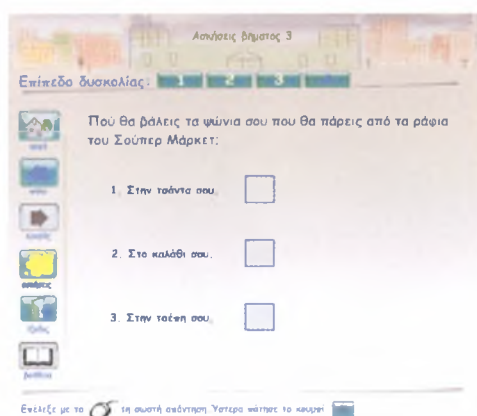 Ασκήσεις βήματος 3
Επίπεδο δυσκολίας: 1 2 3
Πού θα βάλεις τα ψώνια σου που θα πάρεις από τα ράφια
του Σούπερ Μάρκετ;
1. Στην τσάντα σου.
2. Στο καλάθι σου.
3. Στην τσέπη σου.
Επέλεξε με το τη σωστή απάντηση. Ύστερα πάτησε το κουμπί